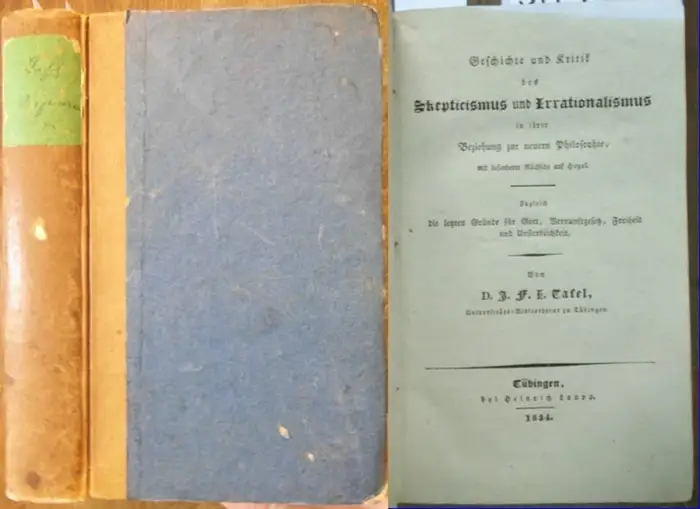 Geschichte und Kritik
des
Skepticismus und Irrationalismus
in ihrer
Beziehung zur neuern Philosophie,
mit besonderer Rücksicht auf Hegel.
Zugleich
die letzten Gründe für Gott, Vernunftgesetz, Freiheit
und Unsterblichkeit.
Von
D. J. F. I. Tafel,
Universitäts-Bibliothekar zu Tübingen
Tübingen,
bei Heinrich Laupp.
1834.